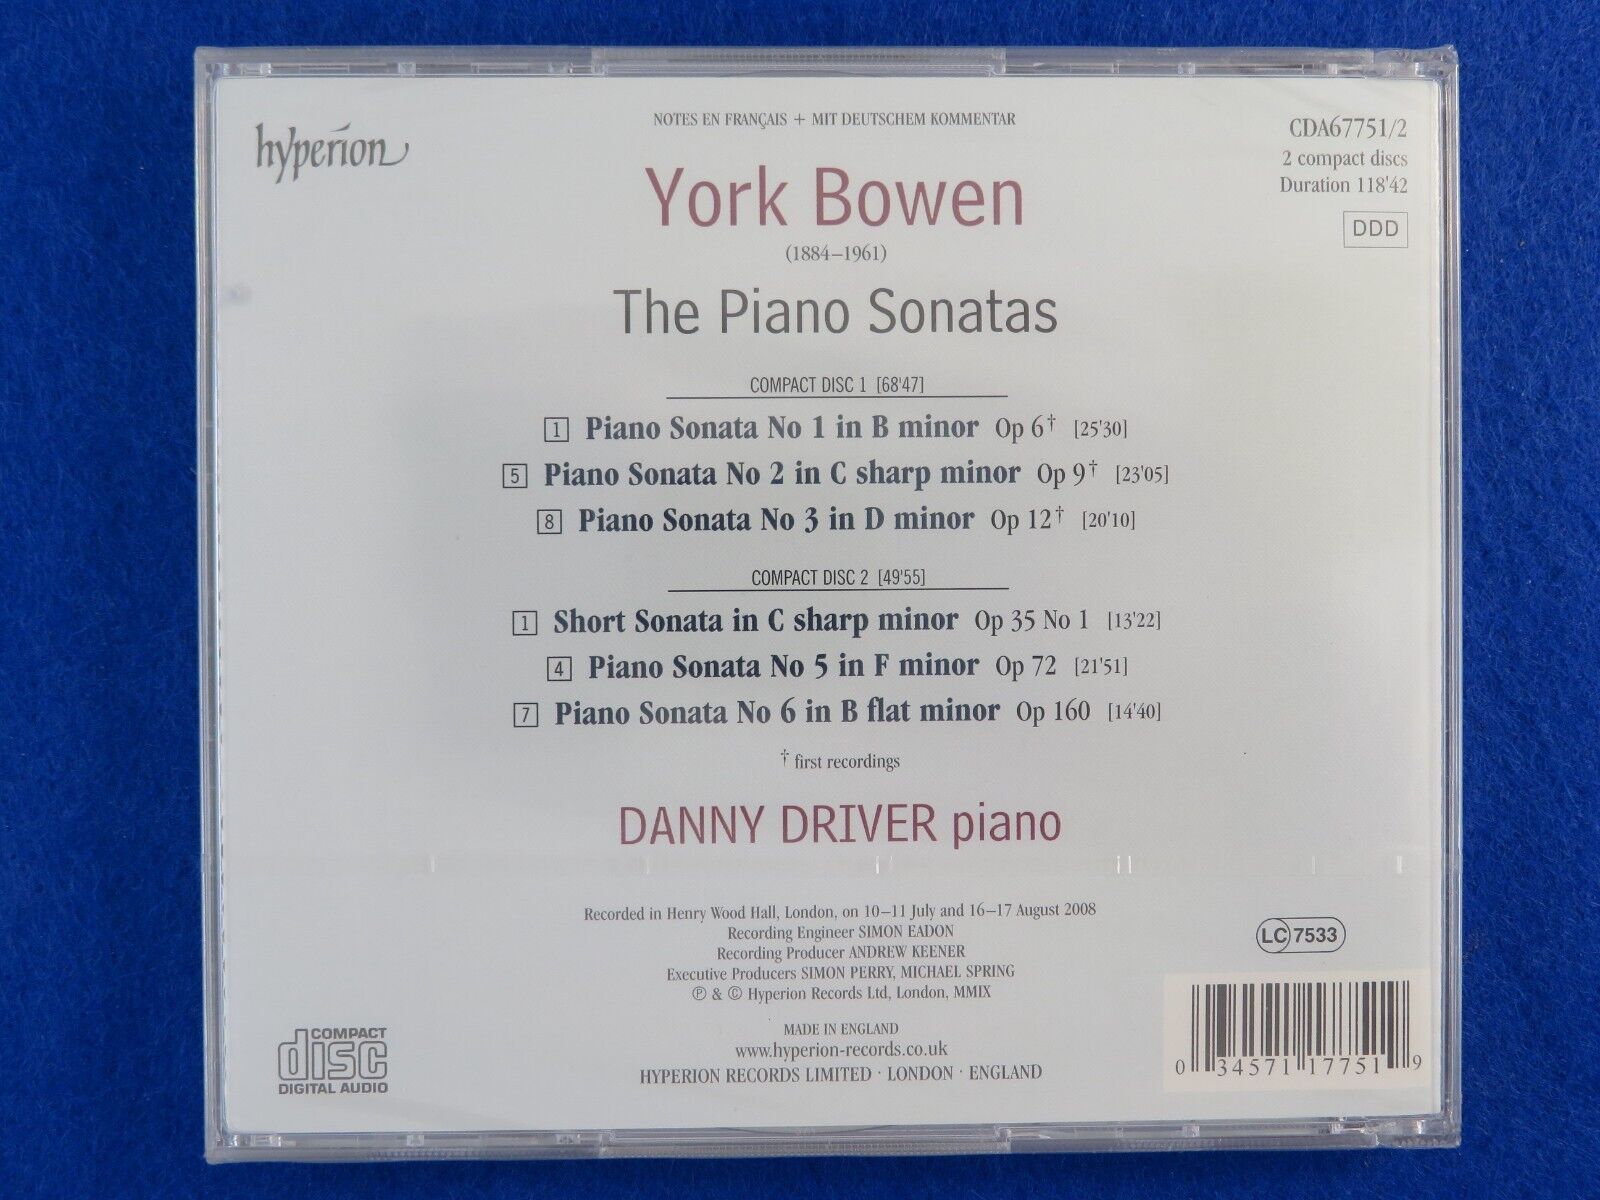 hyperion
NOTES EN FRANÇAIS + MIT DEUTSCHEM KOMMENTAR
CDA67751/2
2 compact discs
Duration 118'42
DDD
York Bowen
(1884–1961)
The Piano Sonatas
COMPACT DISC 1 [68'47]
1 Piano Sonata No 1 in B minor Op 6† [25'30]
5 Piano Sonata No 2 in C sharp minor Op 9† [23'05]
8 Piano Sonata No 3 in D minor Op 12† [20'10]
COMPACT DISC 2 [49'55]
1 Short Sonata in C sharp minor Op 35 No 1 [13'22]
4 Piano Sonata No 5 in F minor Op 72 [21'51]
7 Piano Sonata No 6 in B flat minor Op 160 [14'40]
† first recordings
DANNY DRIVER piano
Recorded in Henry Wood Hall, London, on 10–11 July and 16–17 August 2008
Recording Engineer SIMON EADON
Recording Producer ANDREW KEENER
Executive Producers SIMON PERRY, MICHAEL SPRING
℗ & © Hyperion Records Ltd, London, MMIX
MADE IN ENGLAND
www.hyperion-records.co.uk
HYPERION RECORDS LIMITED · LONDON · ENGLAND
COMPACT
disc
DIGITAL AUDIO
LC 7533
0 34571 17751 9